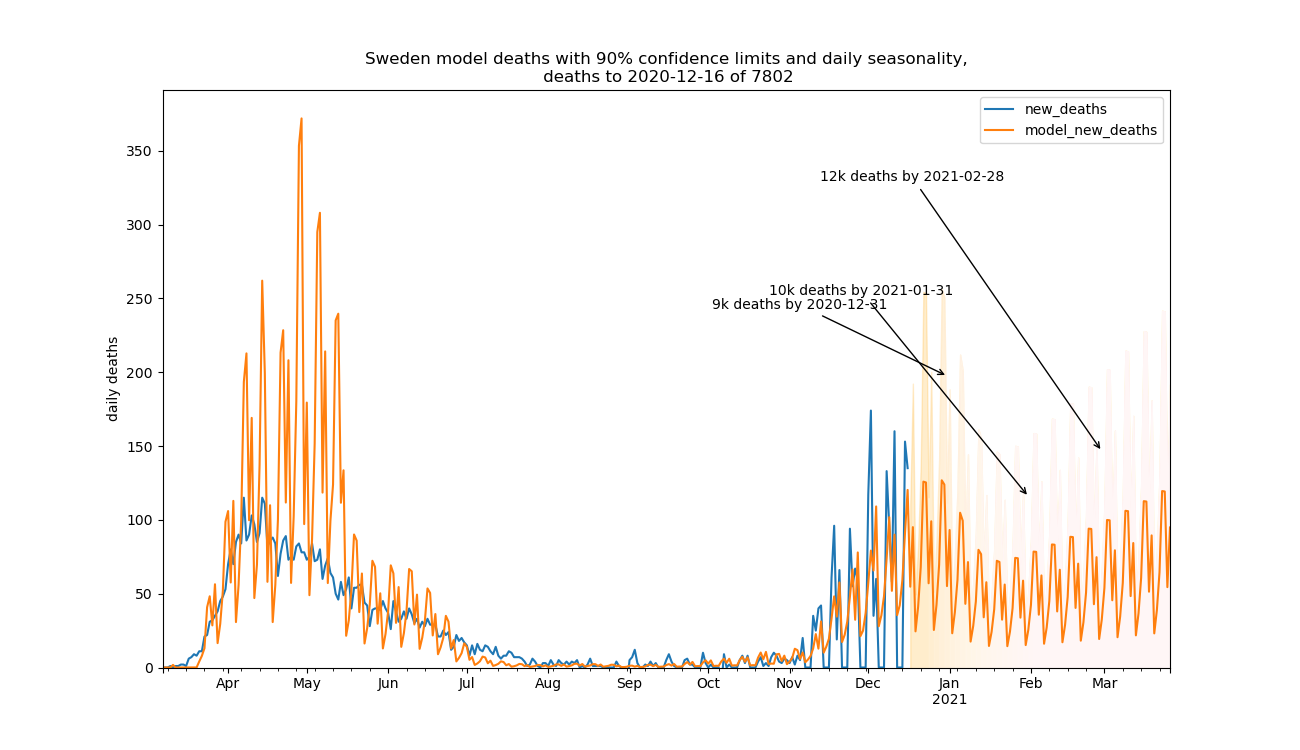 Sweden model deaths with 90% confidence limits and daily seasonality,
deaths to 2020-12-16 of 7802
new_deaths
model_new_deaths
12k deaths by 2021-02-28
10k deaths by 2021-01-31
9k deaths by 2020-12-31
daily deaths
350
300
250
200
150
100
50
0
Apr May Jun Jul Aug Sep Oct Nov Dec Jan Feb Mar
2021